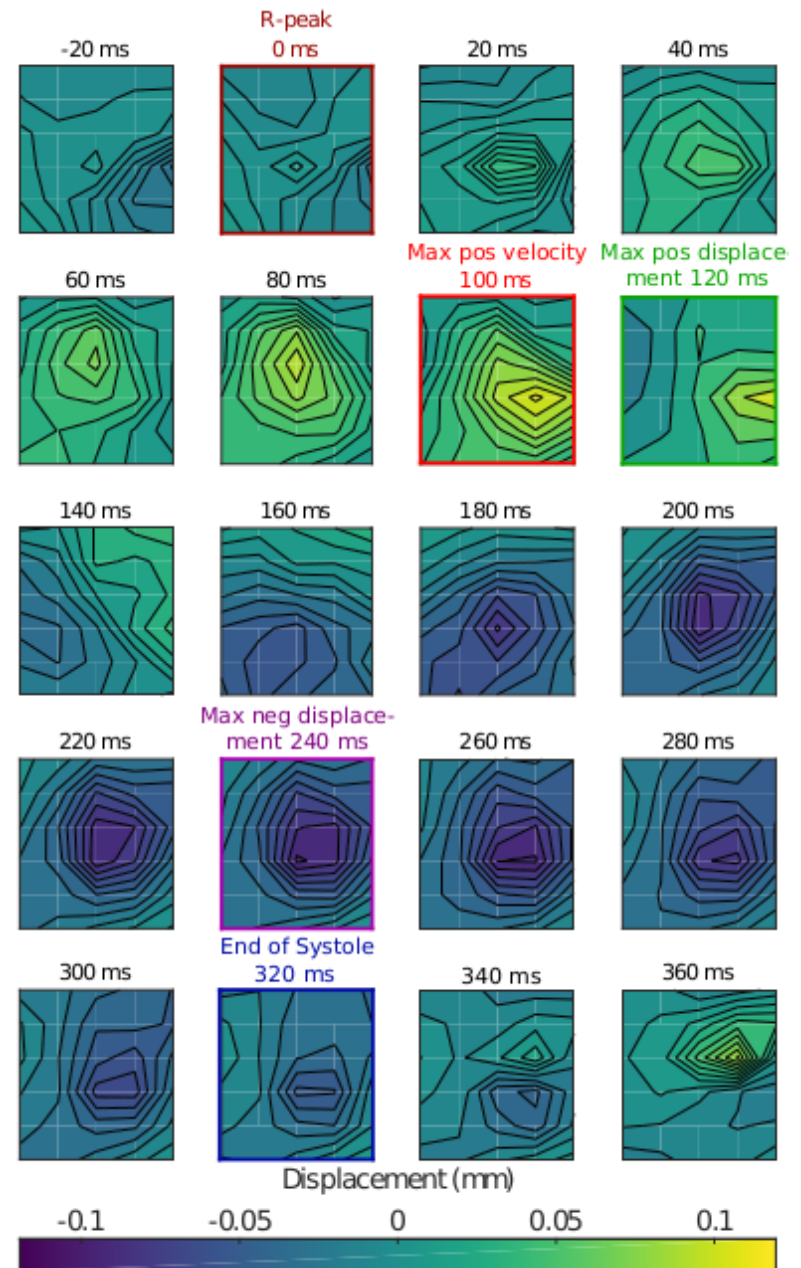 R-peak
-20 ms
0 ms
20 ms
40 ms
Max pos velocity
Max pos displace-
60 ms
80 ms
100 ms
ment 120 ms
140 ms
160 ms
180 ms
200 ms
Max neg displace-
220 ms
ment 240 ms
260 ms
280 ms
End of Systole
300 ms
320 ms
340 ms
360 ms
Displacement (mm)
-0.1
-0.05
0
0.05
0.1